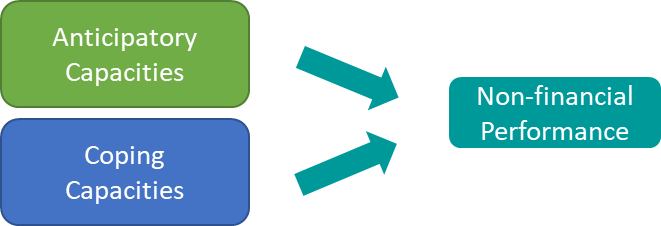 Anticipatory
Capacities
Coping
Capacities
Non-financial
Performance